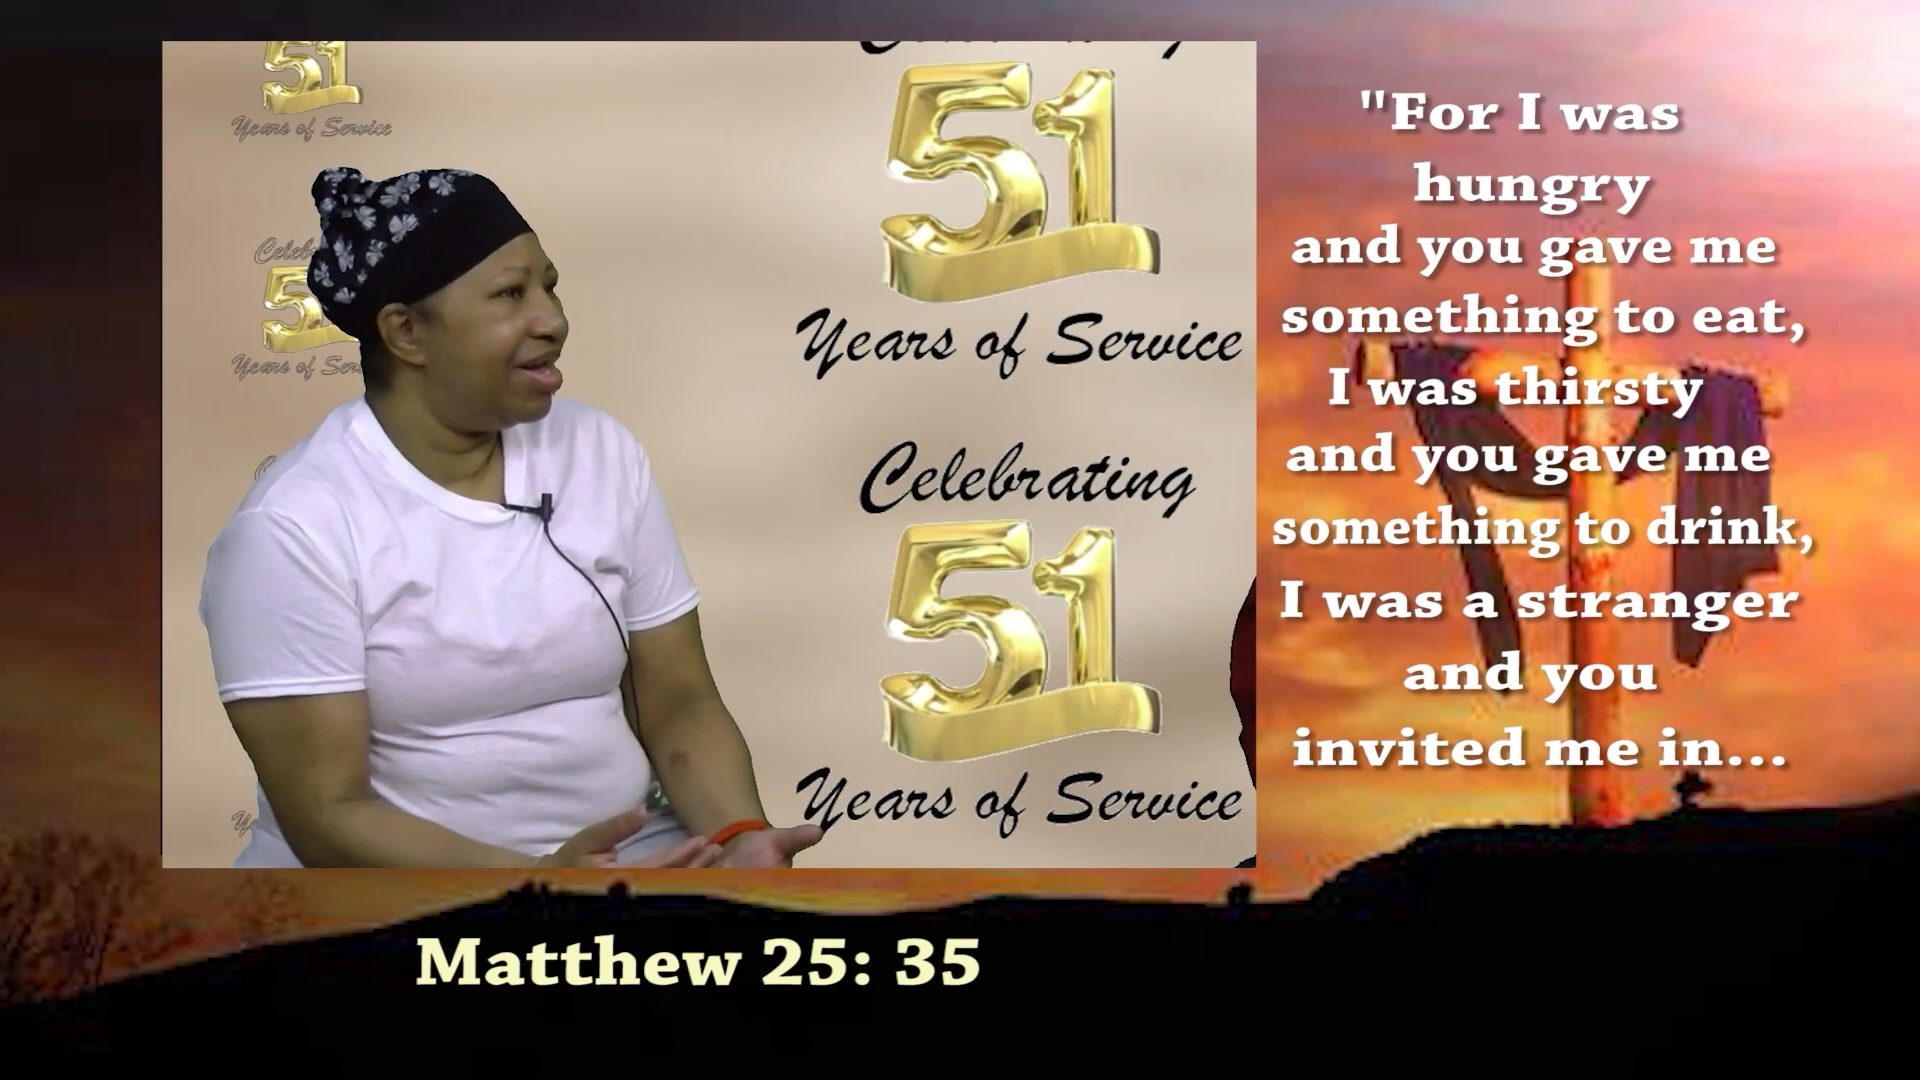 51
Years of Service
Celeb
5
Years of Ser
Ye
51
Years of Service
Celebrating
51
Years of Service
"For I was
hungry
and you gave me
something to eat,
I was thirsty
and you gave me
something to drink,
I was a stranger
and you
invited me in...
Matthew 25: 35